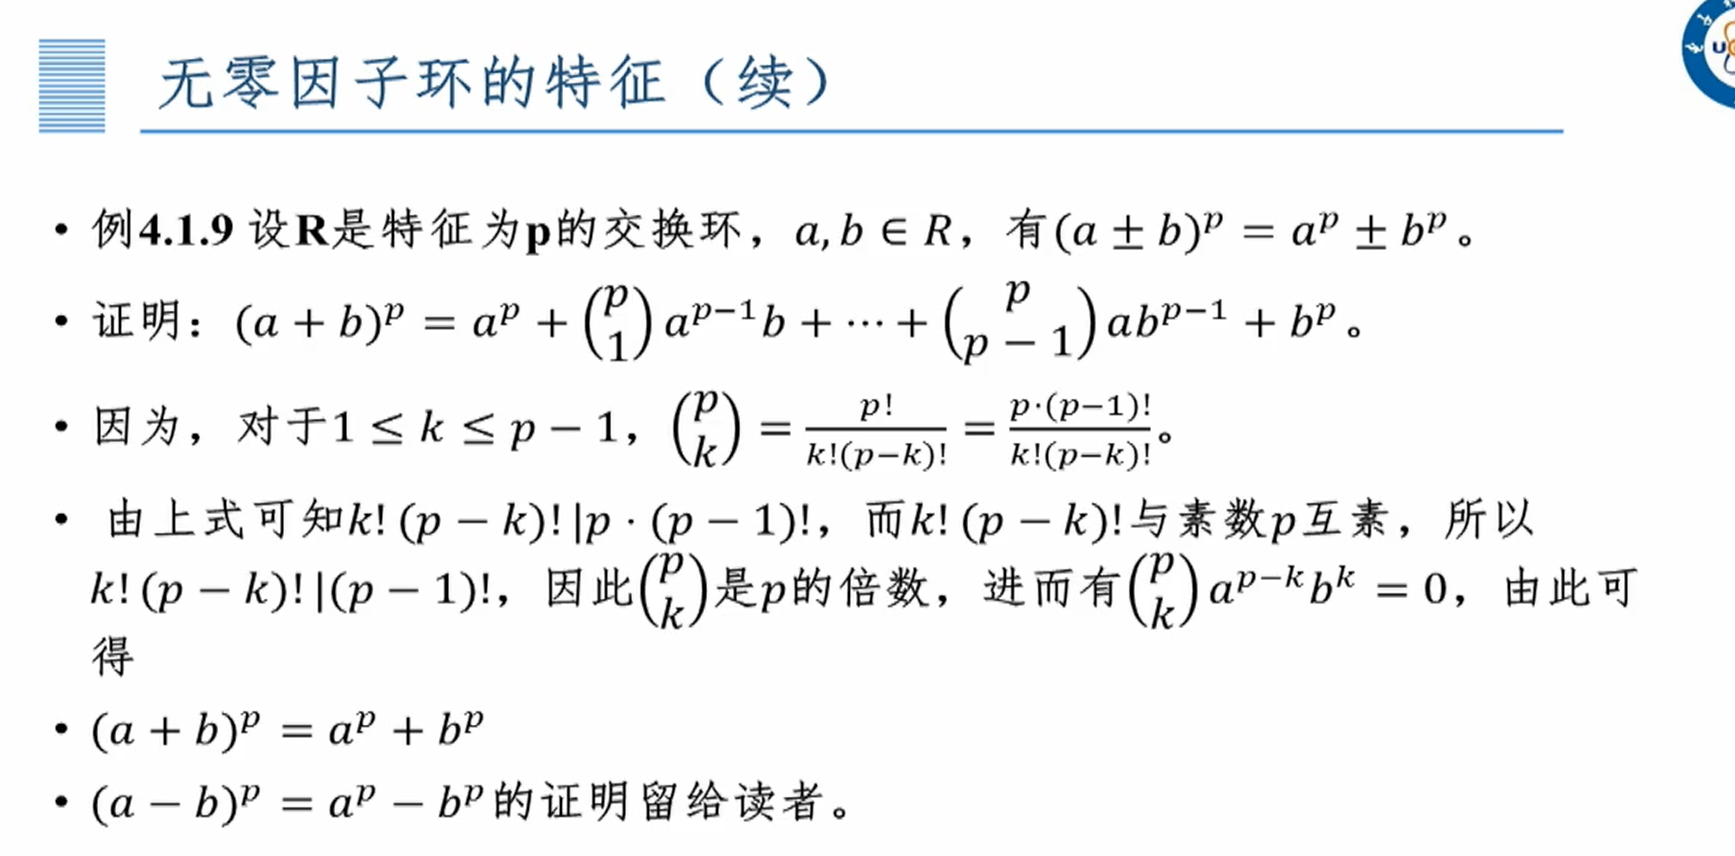 无零因子环的特征（续）
• 例4.1.9 设R是特征为p的交换环，$a, b \in R$，有$(a \pm b)^p = a^p \pm b^p$。
• 证明：$(a + b)^p = a^p + \binom{p}{1} a^{p-1}b + \cdots + \binom{p}{p-1} ab^{p-1} + b^p$。
• 因为，对于$1 \le k \le p - 1$，$\binom{p}{k} = \frac{p!}{k!(p-k)!} = \frac{p \cdot (p-1)!}{k!(p-k)!}$。
• 由上式可知$k!(p - k)! | p \cdot (p - 1)!$，而$k!(p - k)!$与素数$p$互素，所以
$k!(p - k)! | (p - 1)!$，因此$\binom{p}{k}$是$p$的倍数，进而有$\binom{p}{k} a^{p-k}b^k = 0$，由此可
得
• $(a + b)^p = a^p + b^p$
• $(a - b)^p = a^p - b^p$的证明留给读者。